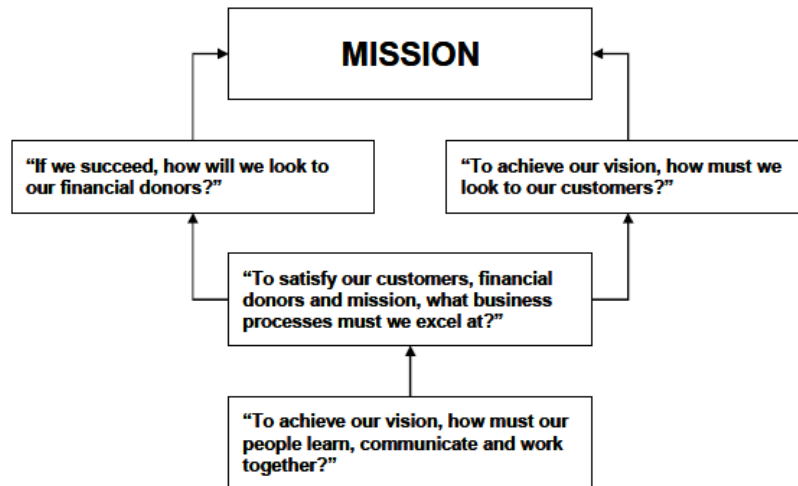 MISSION
“If we succeed, how will we look to
our financial donors?”
“To achieve our vision, how must we
look to our customers?”
“To satisfy our customers, financial
donors and mission, what business
processes must we excel at?”
“To achieve our vision, how must our
people learn, communicate and work
together?”